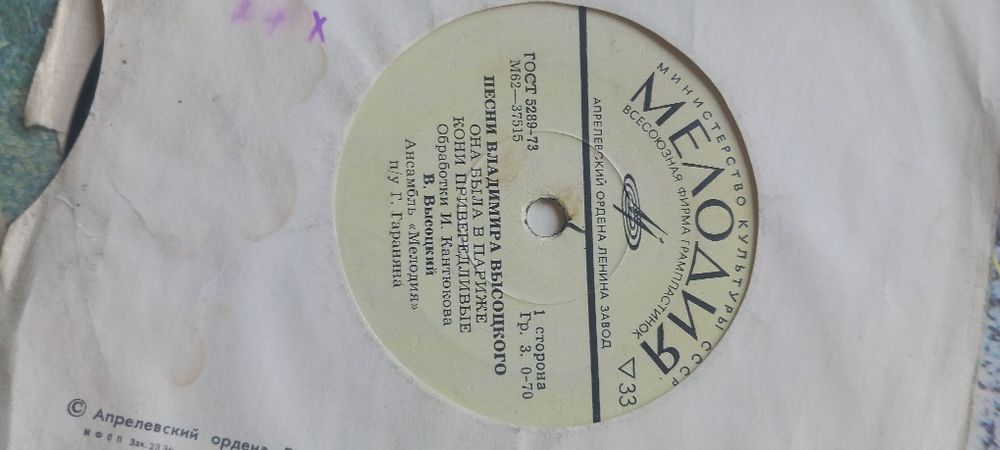 МИНИСТЕРСТВО КУЛЬТУРЫ СССР
МЕЛОДИЯ
ВСЕСОЮЗНАЯ ФИРМА ГРАМПЛАСТИНОК
АПРЕЛЕВСКИЙ ОРДЕНА ЛЕНИНА ЗАВОД
33
ГОСТ 5289-73
М62—37515
1 сторона
Гр. 3. 0-70
ПЕСНИ ВЛАДИМИРА ВЫСОЦКОГО
ОНА БЫЛА В ПАРИЖЕ
КОНИ ПРИВЕРЕДЛИВЫЕ
Обработки И. Кантюкова
В. Высоцкий
Ансамбль «Мелодия»
п/у Г. Гараняна
© Апрелевский ордена
МФОП Зак.